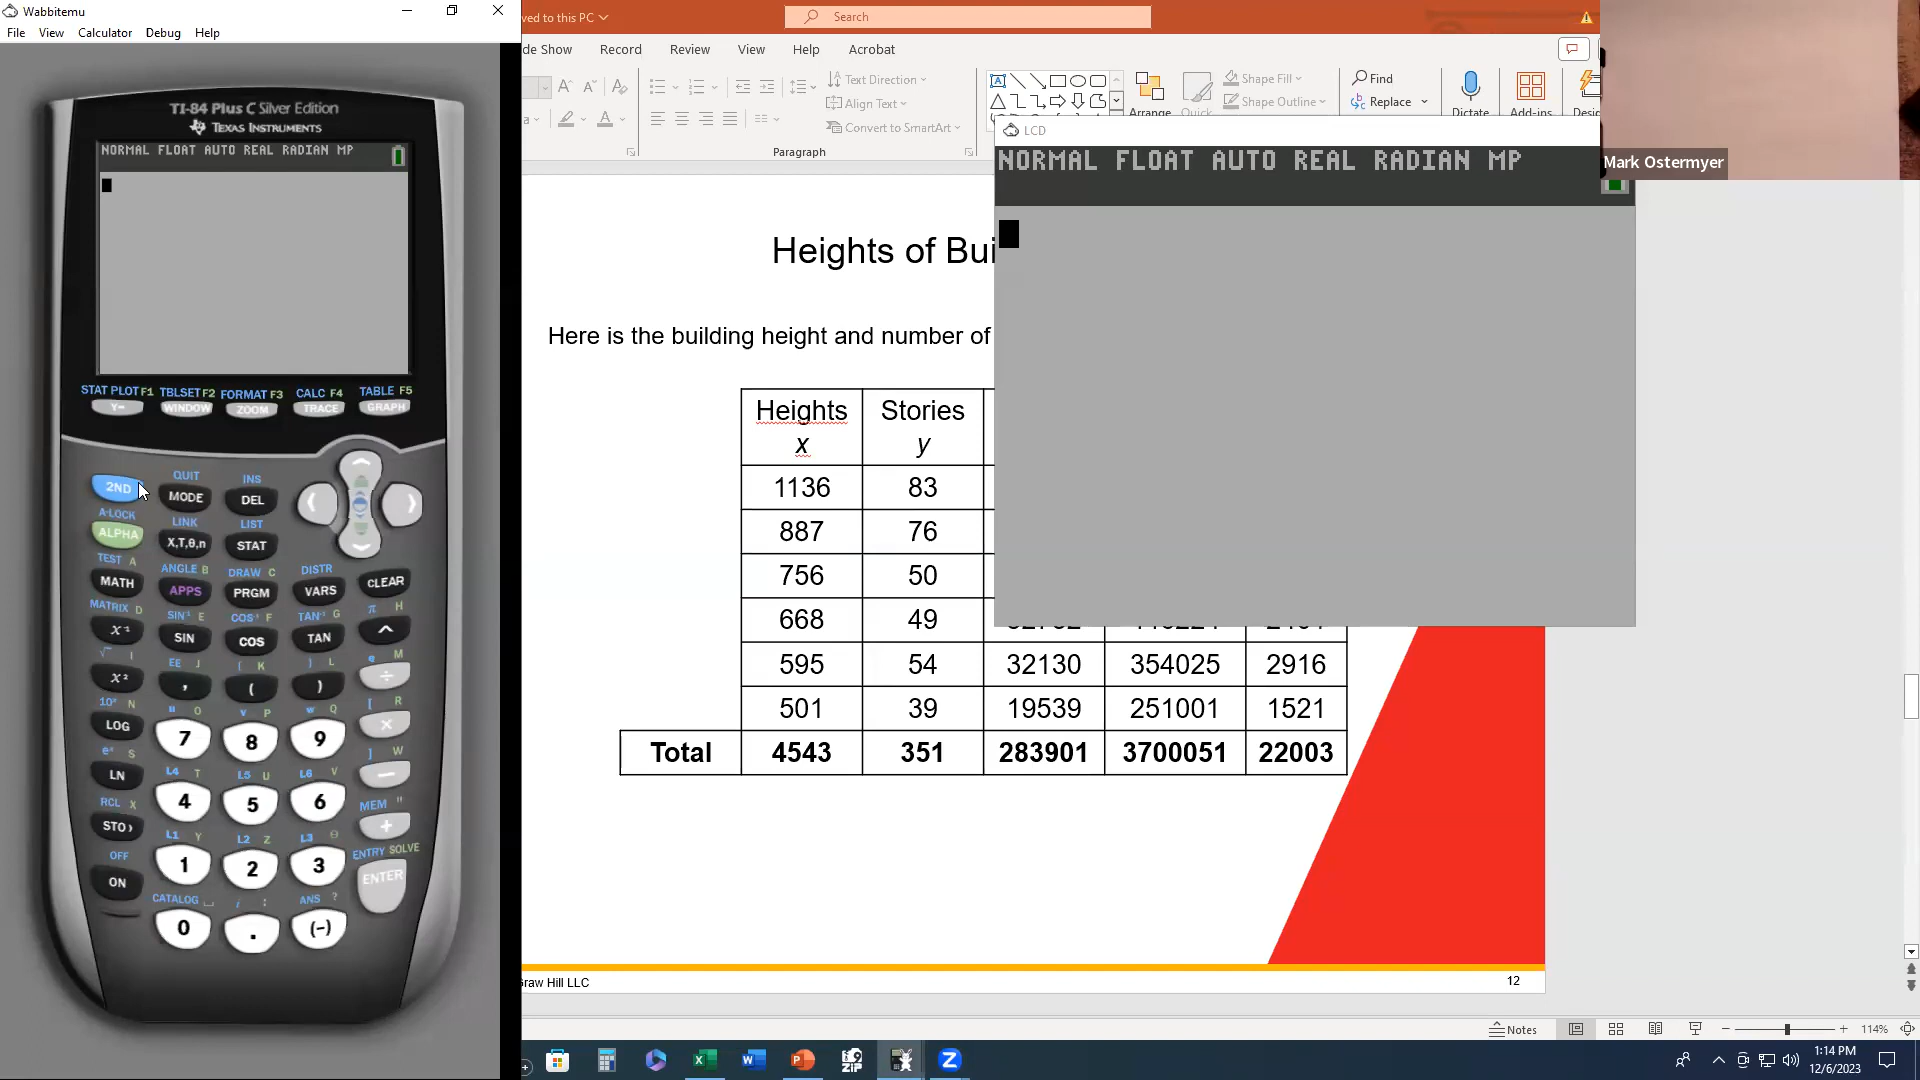 Wabbitemu
File View Calculator Debug Help
TI-84 Plus C Silver Edition
TEXAS INSTRUMENTS
NORMAL FLOAT AUTO REAL RADIAN MP
STAT PLOT F1 TBLSET F2 FORMAT F3 CALC F4 TABLE F5
Y= WINDOW ZOOM TRACE GRAPH
QUIT INS
2ND MODE DEL
A-LOCK LINK LIST
ALPHA X,T,θ,n STAT
TEST A ANGLE B DRAW C DISTR
MATH APPS PRGM VARS CLEAR
MATRIX D SIN⁻¹ E COS⁻¹ F TAN⁻¹ G π H
X⁻¹ SIN COS TAN ^
√ I EE J { K } L e M
X² , ( ) ÷
10ˣ N u O v P w Q [ R
LOG 7 8 9 ×
eˣ S L4 T L5 U L6 V ] W
LN 4 5 6 −
RCL X L1 Y L2 Z L3 θ MEM "
STO› 1 2 3 +
OFF CATALOG i : ANS ? ENTRY SOLVE
ON 0 . (-) ENTER
ved to this PC
Search
de Show Record Review View Help Acrobat
Text Direction
Align Text
Convert to SmartArt
Paragraph
Arrange
Quick
Shape Fill
Shape Outline
Find
Replace
Dictate
Add-ins
LCD
NORMAL FLOAT AUTO REAL RADIAN MP
Mark Ostermyer
Heights of Bui
Here is the building height and number of
Heights x Stories y
1136 83
887 76
756 50
668 49
595 54 32130 354025 2916
501 39 19539 251001 1521
Total 4543 351 283901 3700051 22003
Graw Hill LLC
12
Notes
114%
1:14 PM
12/6/2023